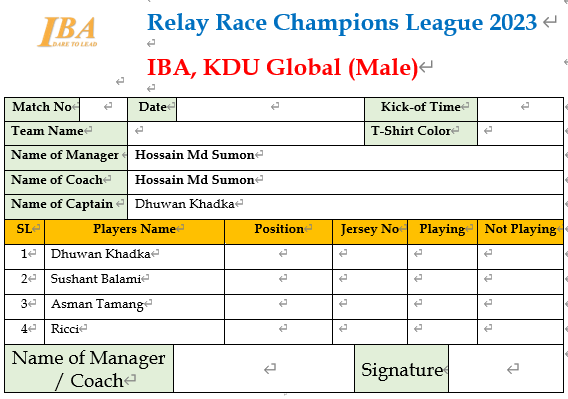 IBA
DARE TO LEAD
Relay Race Champions League 2023
IBA, KDU Global (Male)
Match No Date Kick-of Time
Team Name T-Shirt Color
Name of Manager Hossain Md Sumon
Name of Coach Hossain Md Sumon
Name of Captain Dhuwan Khadka
SL Players Name Position Jersey No Playing Not Playing
1 Dhuwan Khadka
2 Sushant Balami
3 Asman Tamang
4 Ricci
Name of Manager
/ Coach Signature